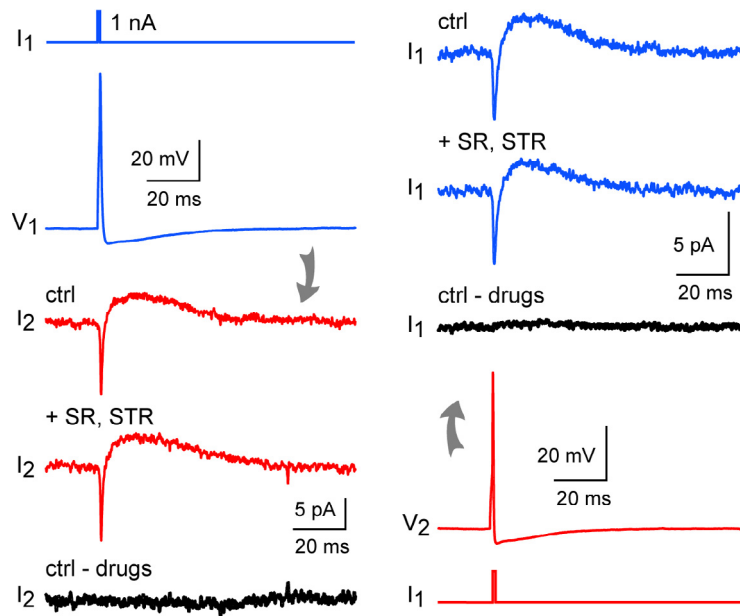 I1 1 nA
20 mV
20 ms
V1
ctrl
I2
+ SR, STR
I2
5 pA
20 ms
ctrl - drugs
I2
ctrl
I1
+ SR, STR
I1
5 pA
20 ms
ctrl - drugs
I1
20 mV
20 ms
V2
I1